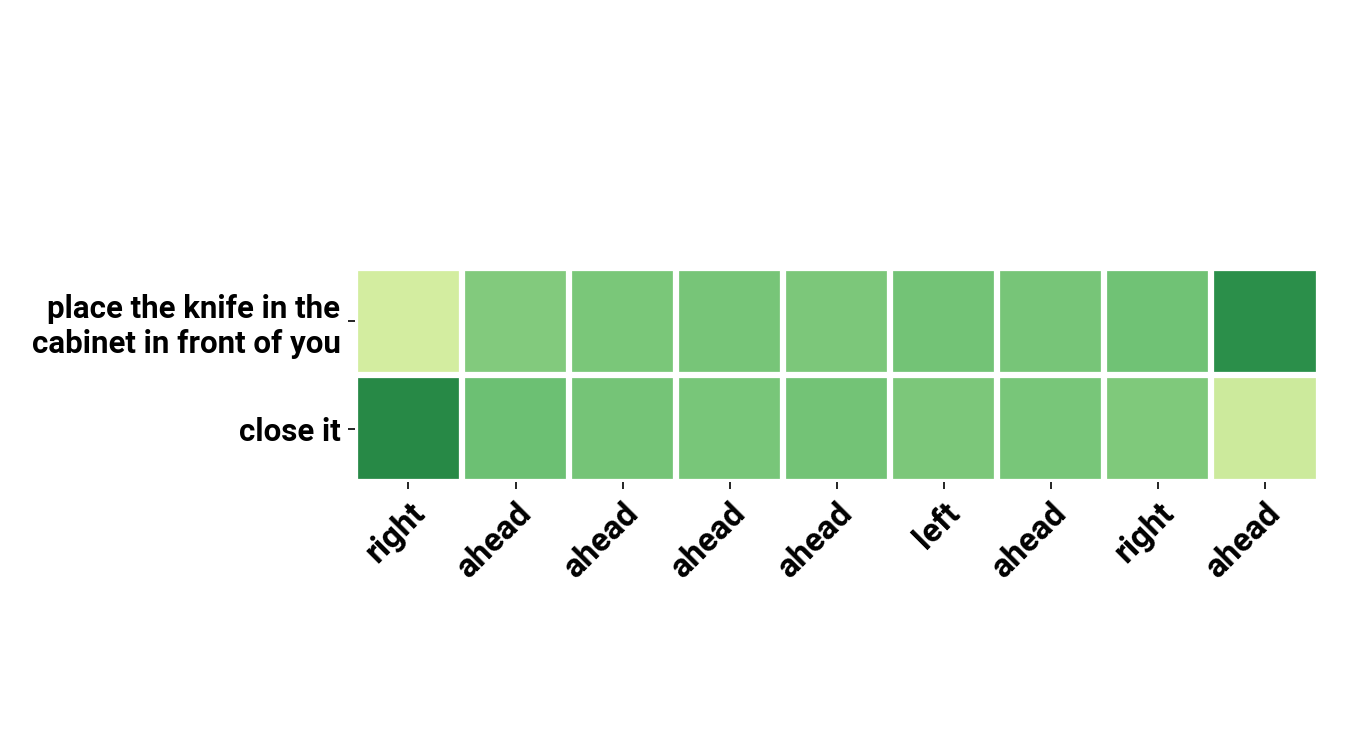 place the knife in the
cabinet in front of you
close it
right
ahead
ahead
ahead
ahead
left
ahead
right
ahead